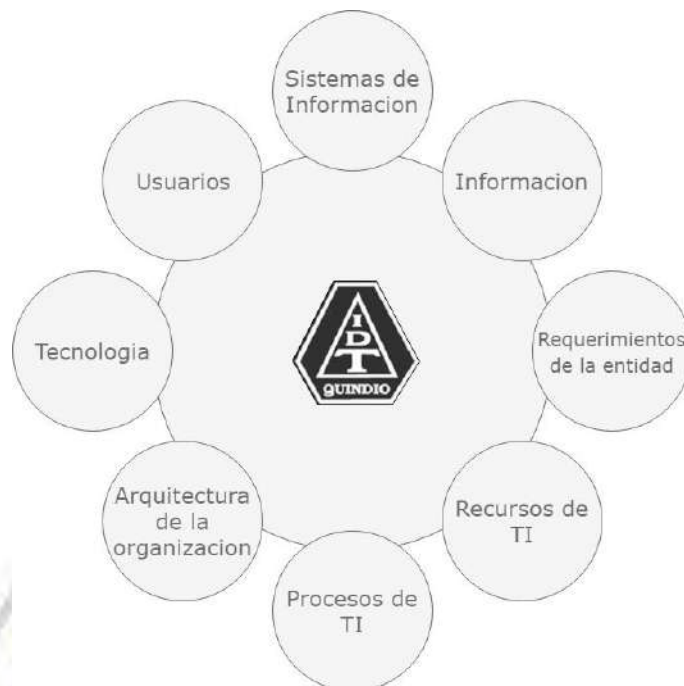 Sistemas de
Informacion
Usuarios
Informacion
I
D
T
QUINDIO
Tecnologia
Requerimientos
de la entidad
Arquitectura
de la
organizacion
Recursos de
TI
Procesos de
TI